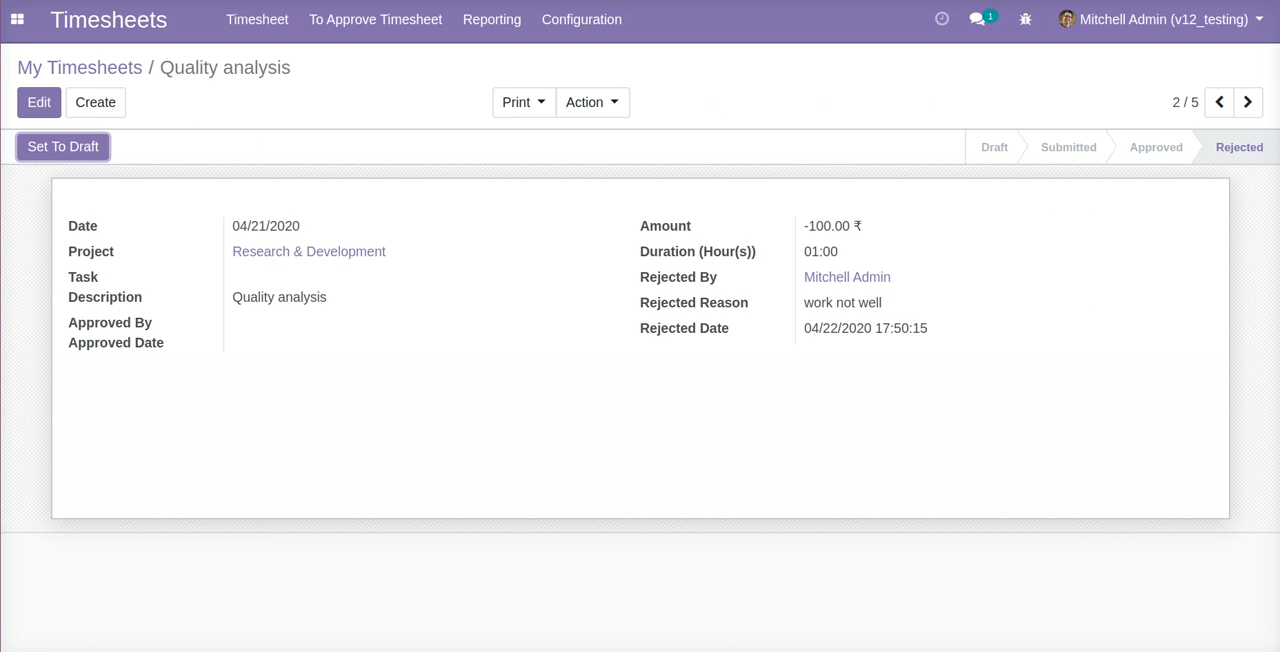 Timesheets Timesheet To Approve Timesheet Reporting Configuration 1 Mitchell Admin (v12_testing)
My Timesheets / Quality analysis
Edit Create Print Action 2 / 5
Set To Draft Draft Submitted Approved Rejected
Date 04/21/2020 Amount -100.00 ₹
Project Research & Development Duration (Hour(s)) 01:00
Task Rejected By Mitchell Admin
Description Quality analysis Rejected Reason work not well
Approved By Rejected Date 04/22/2020 17:50:15
Approved Date